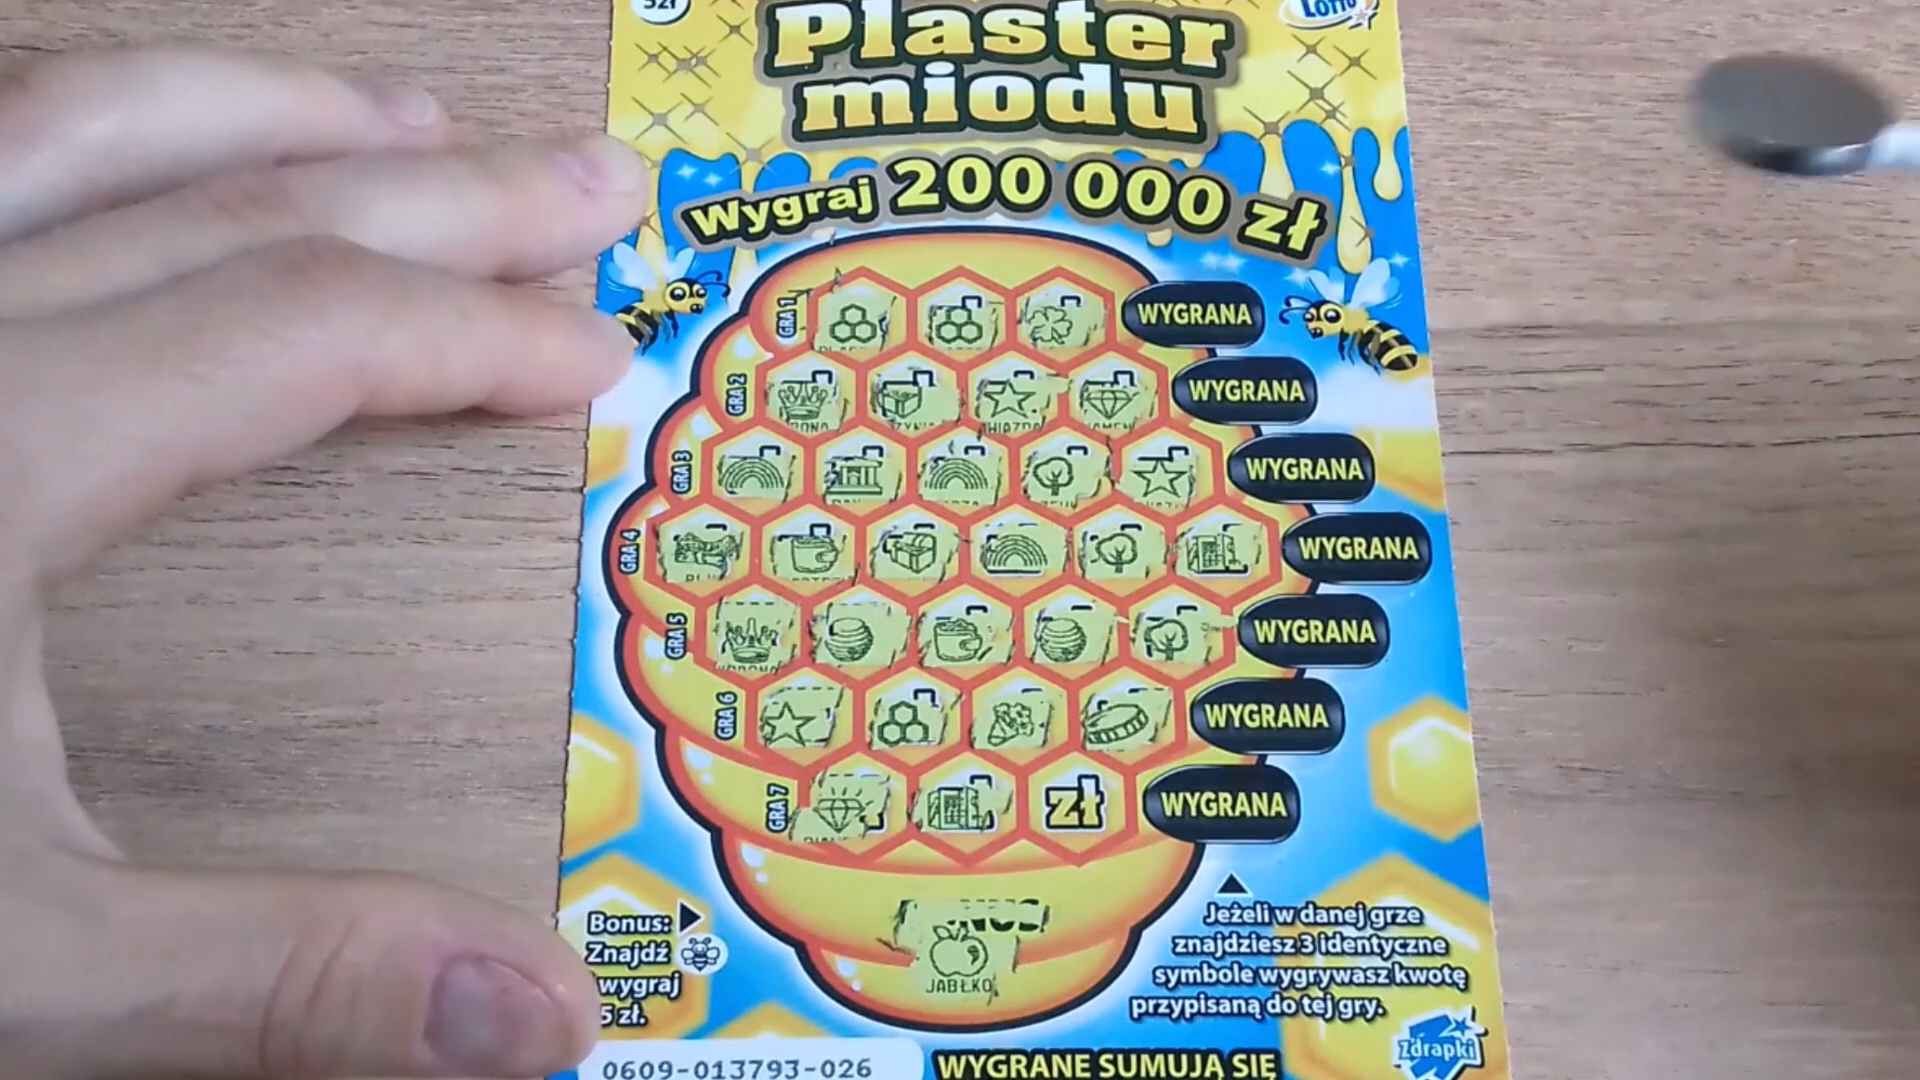 5zł
Lotto
Plaster
miodu
Wygraj 200 000 zł
GRA 1
WYGRANA
GRA 2
WYGRANA
GRA 3
WYGRANA
GRA 4
WYGRANA
GRA 5
WYGRANA
GRA 6
WYGRANA
GRA 7
zł
WYGRANA
Bonus:
Znajdź
wygraj
5 zł.
JABŁKO
Jeżeli w danej grze
znajdziesz 3 identyczne
symbole wygrywasz kwotę
przypisaną do tej gry.
Zdrapki
0609-013793-026
WYGRANE SUMUJĄ SIĘ